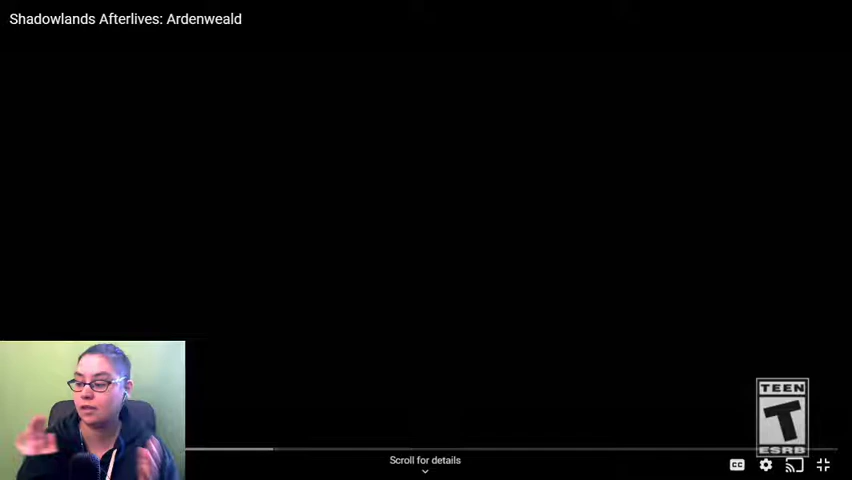 Shadowlands Afterlives: Ardenweald
TEEN
T
ESRB
CC
Scroll for details